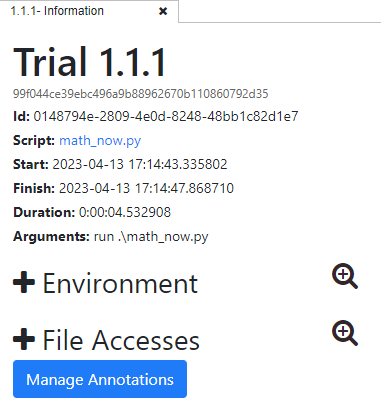 1.1.1- Information
Trial 1.1.1
99f044ce39ebc496a9b88962670b110860792d35
Id: 0148794e-2809-4e0d-8248-48bb1c82d1e7
Script: math_now.py
Start: 2023-04-13 17:14:43.335802
Finish: 2023-04-13 17:14:47.868710
Duration: 0:00:04.532908
Arguments: run .\math_now.py
Environment
File Accesses
Manage Annotations